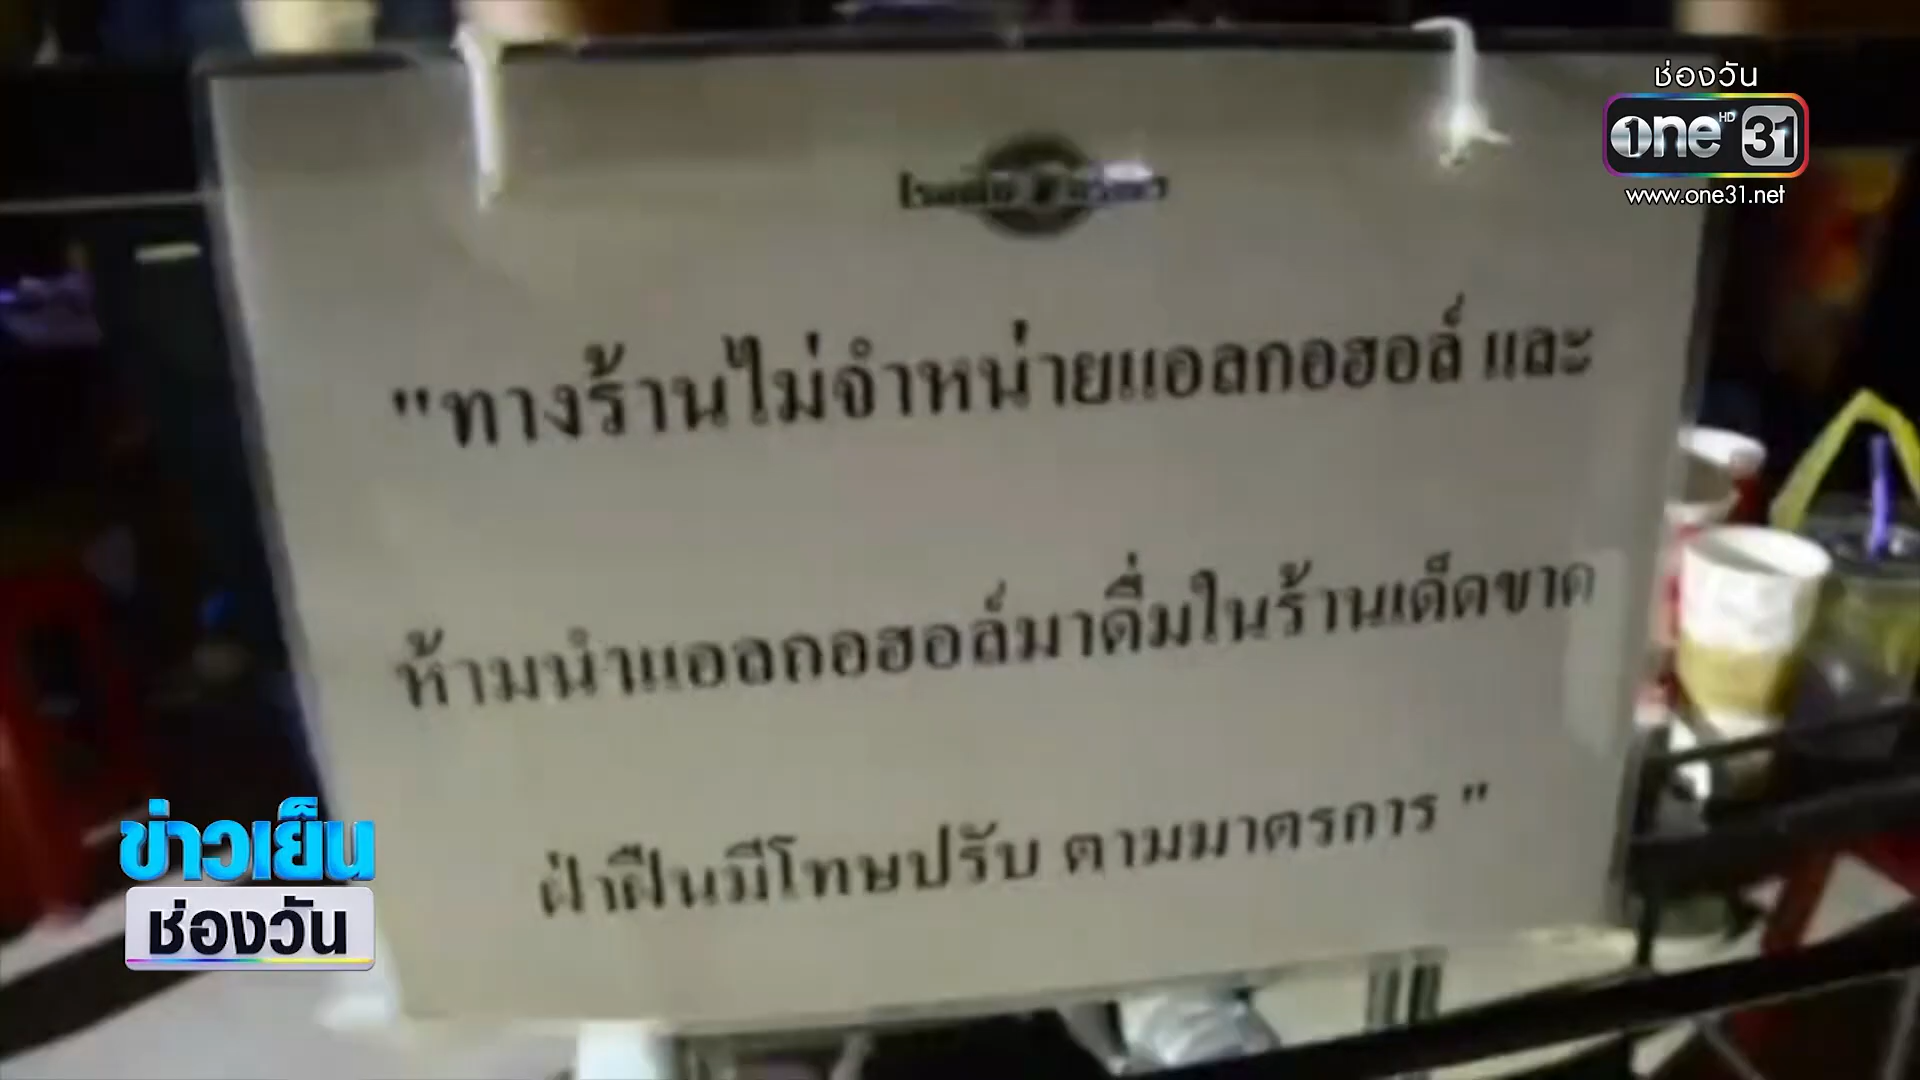 ช่องวัน
one HD 31
www.one31.net
"ทางร้านไม่จำหน่ายแอลกอฮอล์ และ
ห้ามนำแอลกอฮอล์มาดื่มในร้านเด็ดขาด
ฝ่าฝืนมีโทษปรับ ตามมาตรการ "
ข่าวเย็น
ช่องวัน